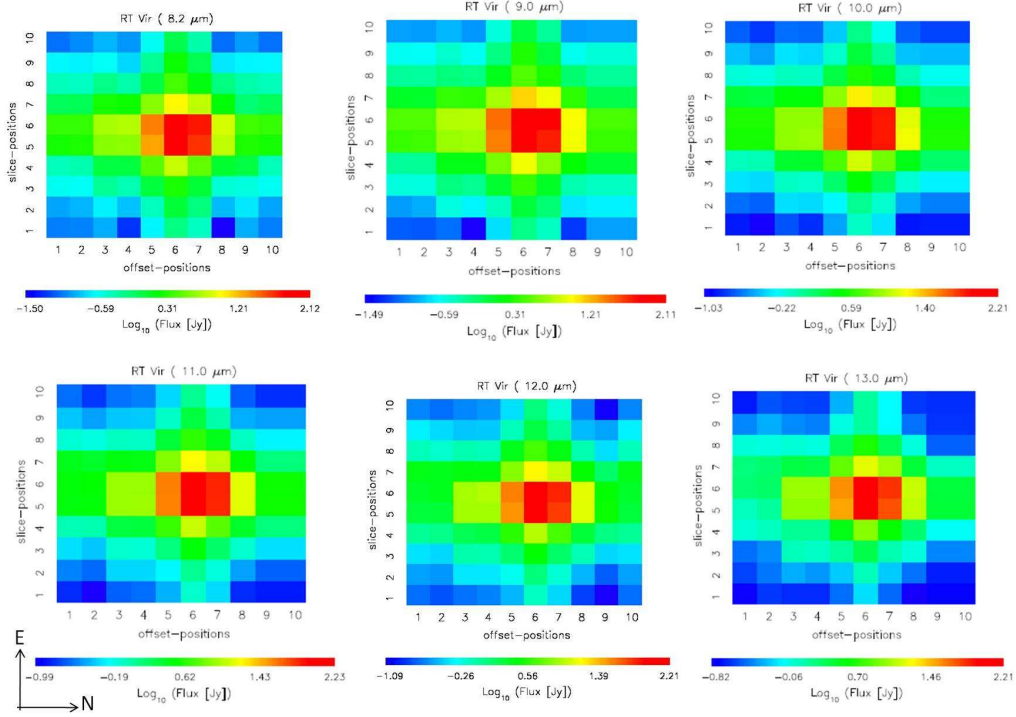 RT Vir ( 8.2 μm)
slice-positions
10
9
8
7
6
5
4
3
2
1
1 2 3 4 5 6 7 8 9 10
offset-positions
-1.50 -0.59 0.31 1.21 2.12
Log10 (Flux [Jy])
RT Vir ( 9.0 μm)
slice-positions
10
9
8
7
6
5
4
3
2
1
1 2 3 4 5 6 7 8 9 10
offset-positions
-1.49 -0.59 0.31 1.21 2.11
Log10 (Flux [Jy])
RT Vir ( 10.0 μm)
slice-positions
10
9
8
7
6
5
4
3
2
1
1 2 3 4 5 6 7 8 9 10
offset-positions
-1.03 -0.22 0.59 1.40 2.21
Log10 (Flux [Jy])
RT Vir ( 11.0 μm)
slice-positions
10
9
8
7
6
5
4
3
2
1
1 2 3 4 5 6 7 8 9 10
offset-positions
-0.99 -0.19 0.62 1.43 2.23
Log10 (Flux [Jy])
E
N
RT Vir ( 12.0 μm)
slice-positions
10
9
8
7
6
5
4
3
2
1
1 2 3 4 5 6 7 8 9 10
offset-positions
-1.09 -0.26 0.56 1.39 2.21
Log10 (Flux [Jy])
RT Vir ( 13.0 μm)
slice-positions
10
9
8
7
6
5
4
3
2
1
1 2 3 4 5 6 7 8 9 10
offset-positions
-0.82 -0.06 0.70 1.46 2.21
Log10 (Flux [Jy])